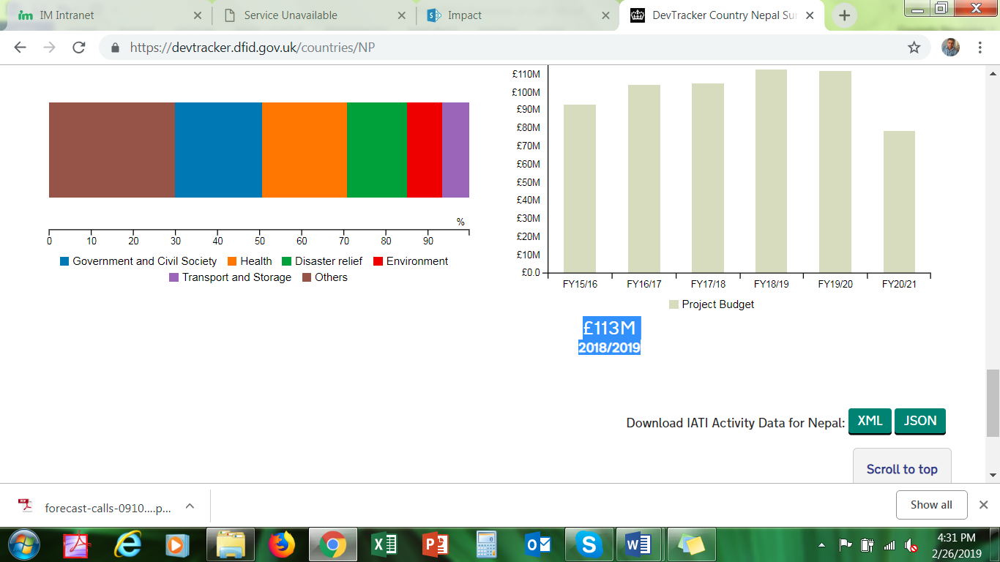 IM Intranet
Service Unavailable
Impact
DevTracker Country Nepal Sur
https://devtracker.dfid.gov.uk/countries/NP
%
0 10 20 30 40 50 60 70 80 90
Government and Civil Society Health Disaster relief Environment
Transport and Storage Others
£110M
£100M
£90M
£80M
£70M
£60M
£50M
£40M
£30M
£20M
£10M
£0.0
FY15/16 FY16/17 FY17/18 FY18/19 FY19/20 FY20/21
Project Budget
£113M
2018/2019
Download IATI Activity Data for Nepal: XML JSON
Scroll to top
forecast-calls-0910....p...
Show all
4:31 PM
2/26/2019